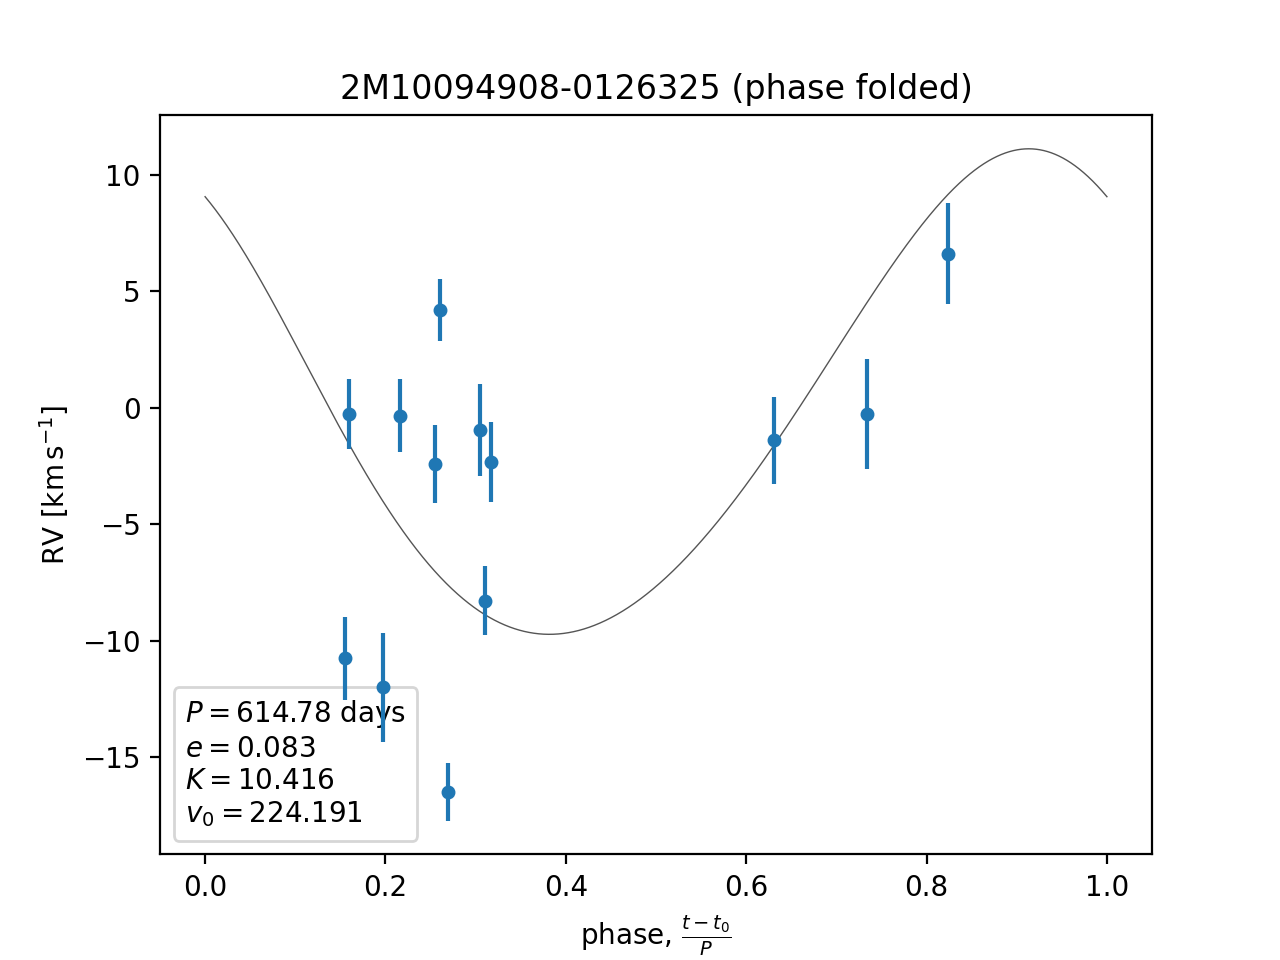 2M10094908-0126325 (phase folded)
10
5
0
−5
−10
−15
RV [km s⁻¹]
P = 614.78 days
e = 0.083
K = 10.416
v₀ = 224.191
0.0 0.2 0.4 0.6 0.8 1.0
phase, (t − t₀)/P